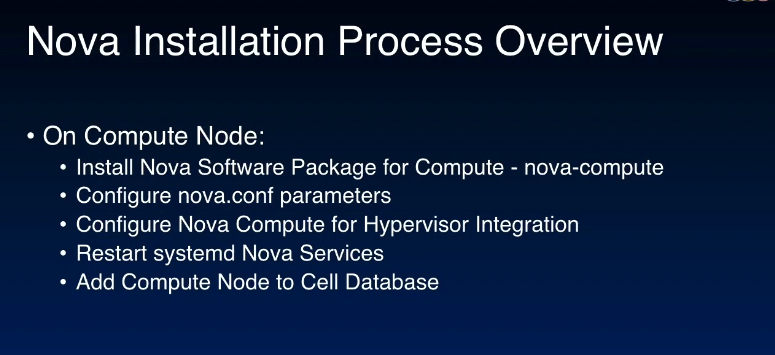 Nova Installation Process Overview
• On Compute Node:
• Install Nova Software Package for Compute - nova-compute
• Configure nova.conf parameters
• Configure Nova Compute for Hypervisor Integration
• Restart systemd Nova Services
• Add Compute Node to Cell Database